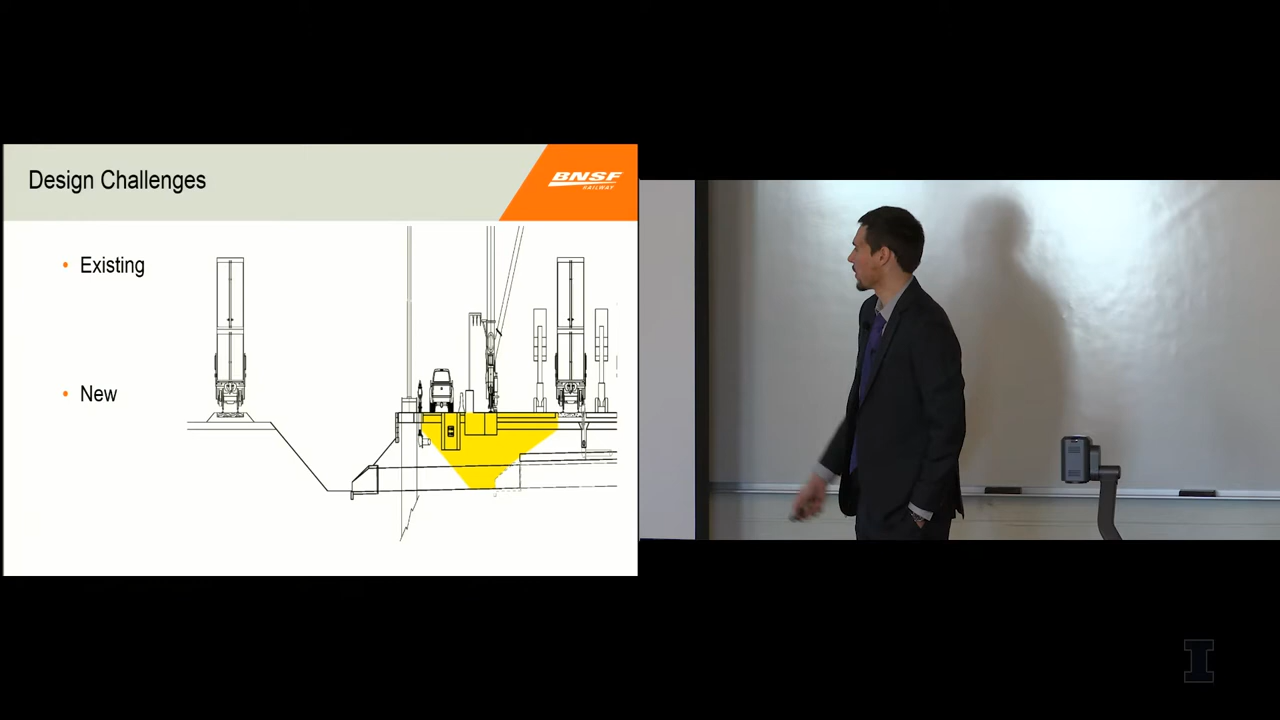 Design Challenges
BNSF
RAILWAY
• Existing
• New
I